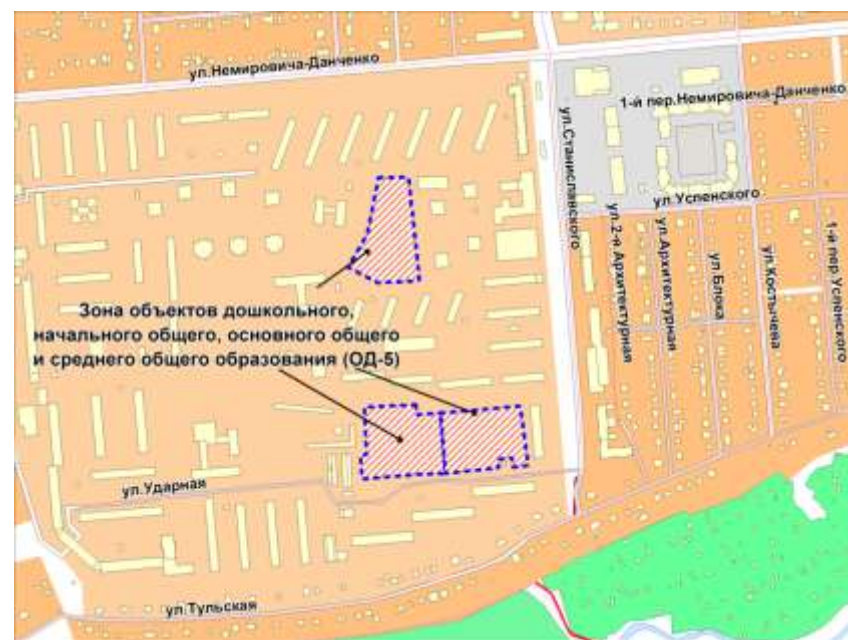 ул.Немировича-Данченко
1-й пер.Немировича-Данченко
ул.Станиславского
ул.Успенского
ул.2-я Архитектурная
ул.Архитектурная
ул.Блока
ул.Костычева
1-й пер.Успенского
Зона объектов дошкольного,
начального общего, основного общего
и среднего общего образования (ОД-5)
ул.Ударная
ул.Тульская